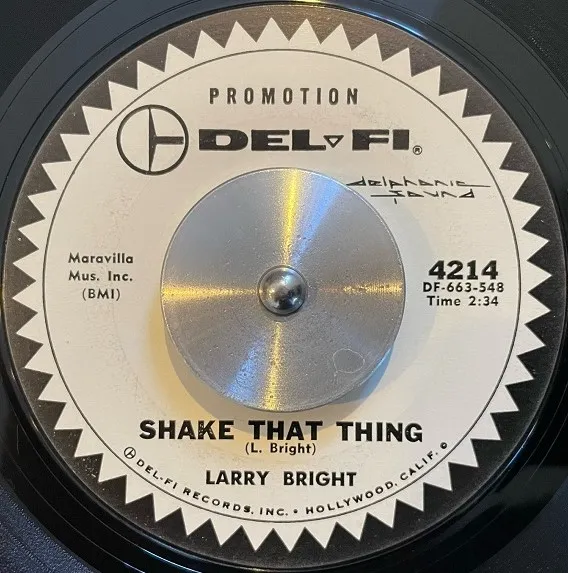 PROMOTION
DEL-FI®
delphonic
sound
Maravilla
Mus. Inc.
(BMI)
4214
DF-663-548
Time 2:34
SHAKE THAT THING
(L. Bright)
LARRY BRIGHT
DEL-FI RECORDS, INC. • HOLLYWOOD, CALIF.